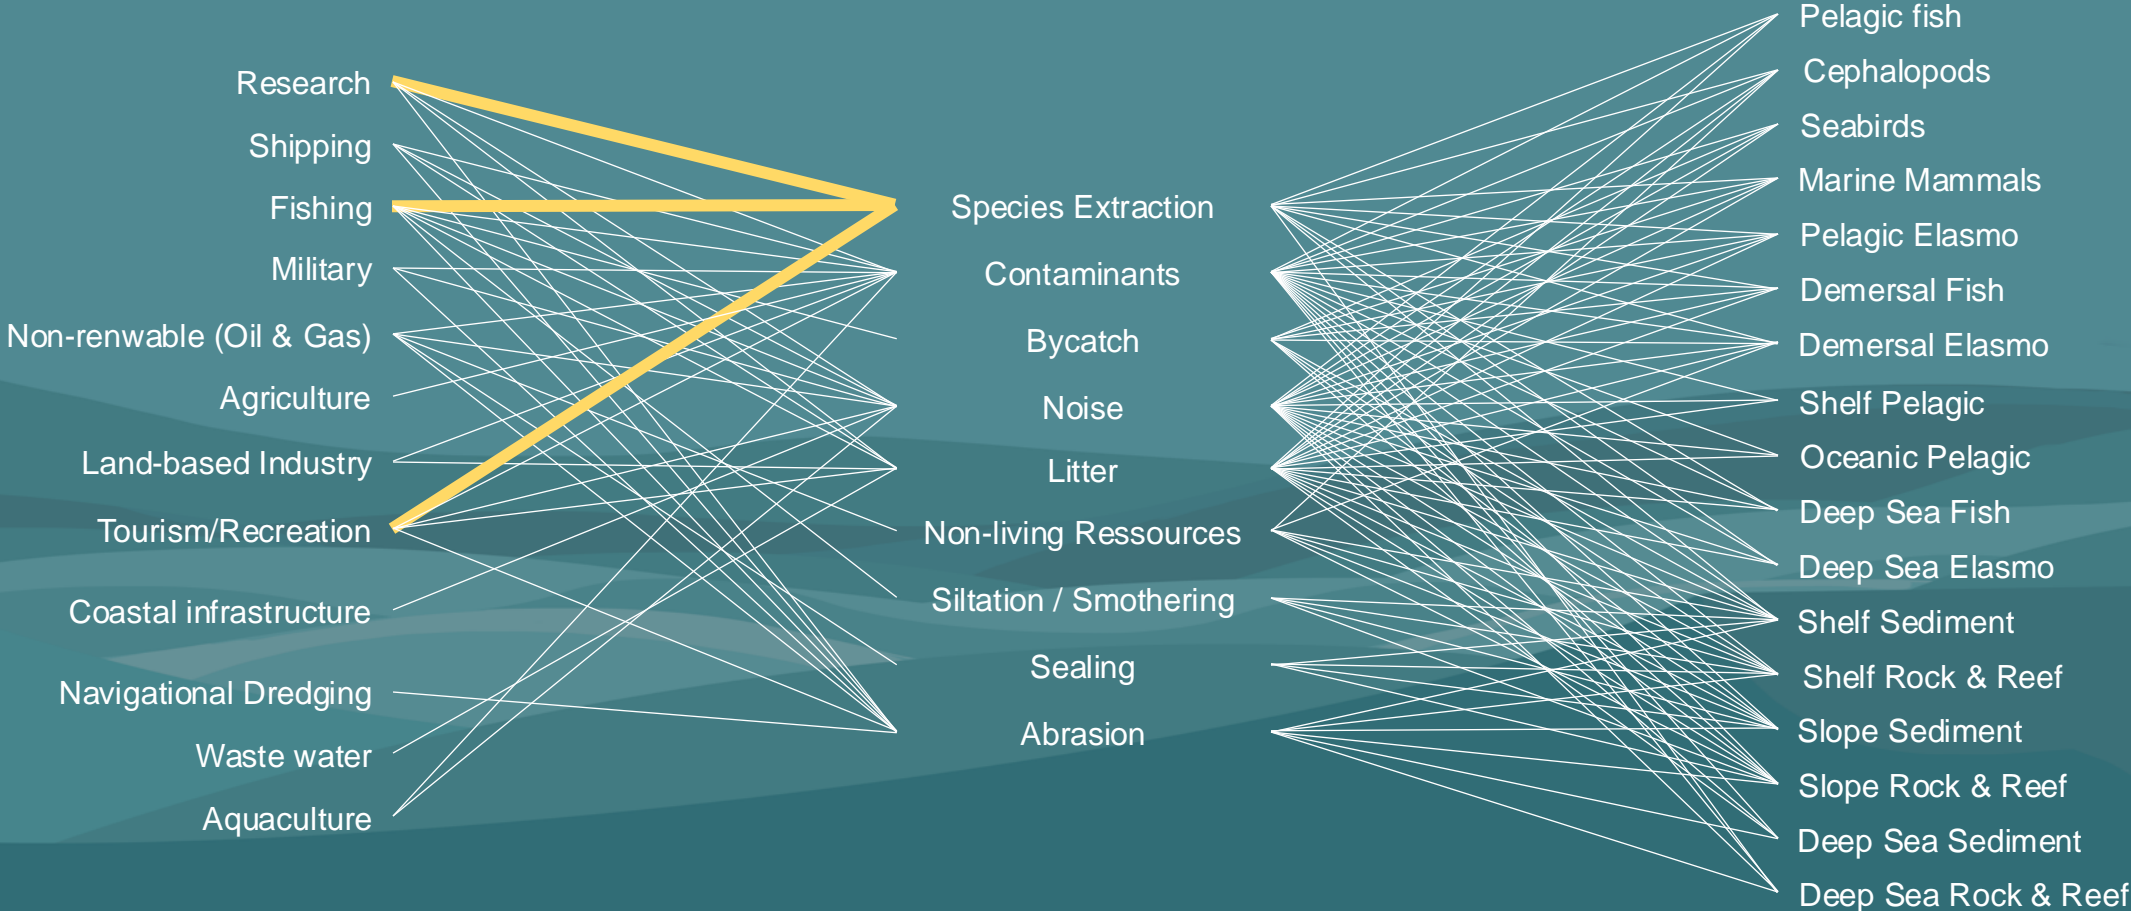 Research
Shipping
Fishing
Military
Non-renwable (Oil & Gas)
Agriculture
Land-based Industry
Tourism/Recreation
Coastal infrastructure
Navigational Dredging
Waste water
Aquaculture
Species Extraction
Contaminants
Bycatch
Noise
Litter
Non-living Ressources
Siltation / Smothering
Sealing
Abrasion
Pelagic fish
Cephalopods
Seabirds
Marine Mammals
Pelagic Elasmo
Demersal Fish
Demersal Elasmo
Shelf Pelagic
Oceanic Pelagic
Deep Sea Fish
Deep Sea Elasmo
Shelf Sediment
Shelf Rock & Reef
Slope Sediment
Slope Rock & Reef
Deep Sea Sediment
Deep Sea Rock & Reef